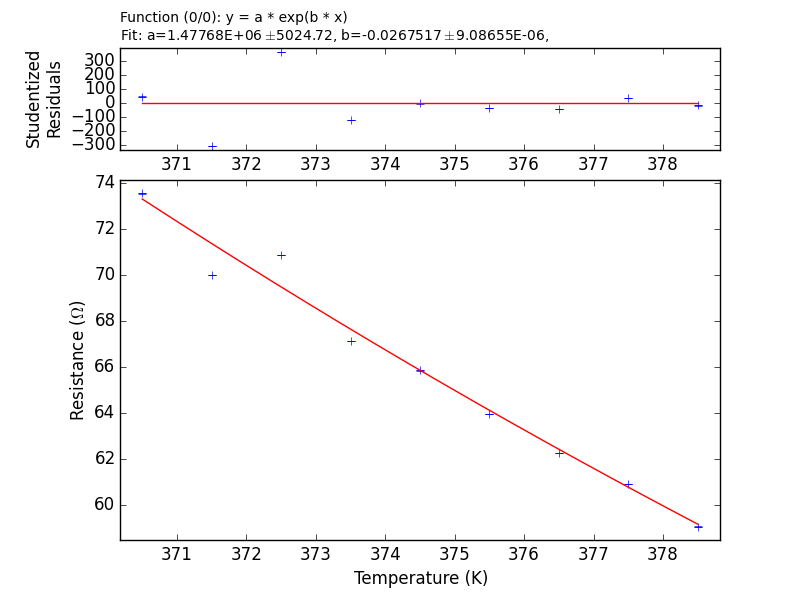 Function (0/0): y = a * exp(b * x)
Fit: a=1.47768E+06 ±5024.72, b=-0.0267517 ±9.08655E-06,
Studentized
Residuals
300
200
100
0
−100
−200
−300
371 372 373 374 375 376 377 378
Resistance (Ω)
74
72
70
68
66
64
62
60
371 372 373 374 375 376 377 378
Temperature (K)